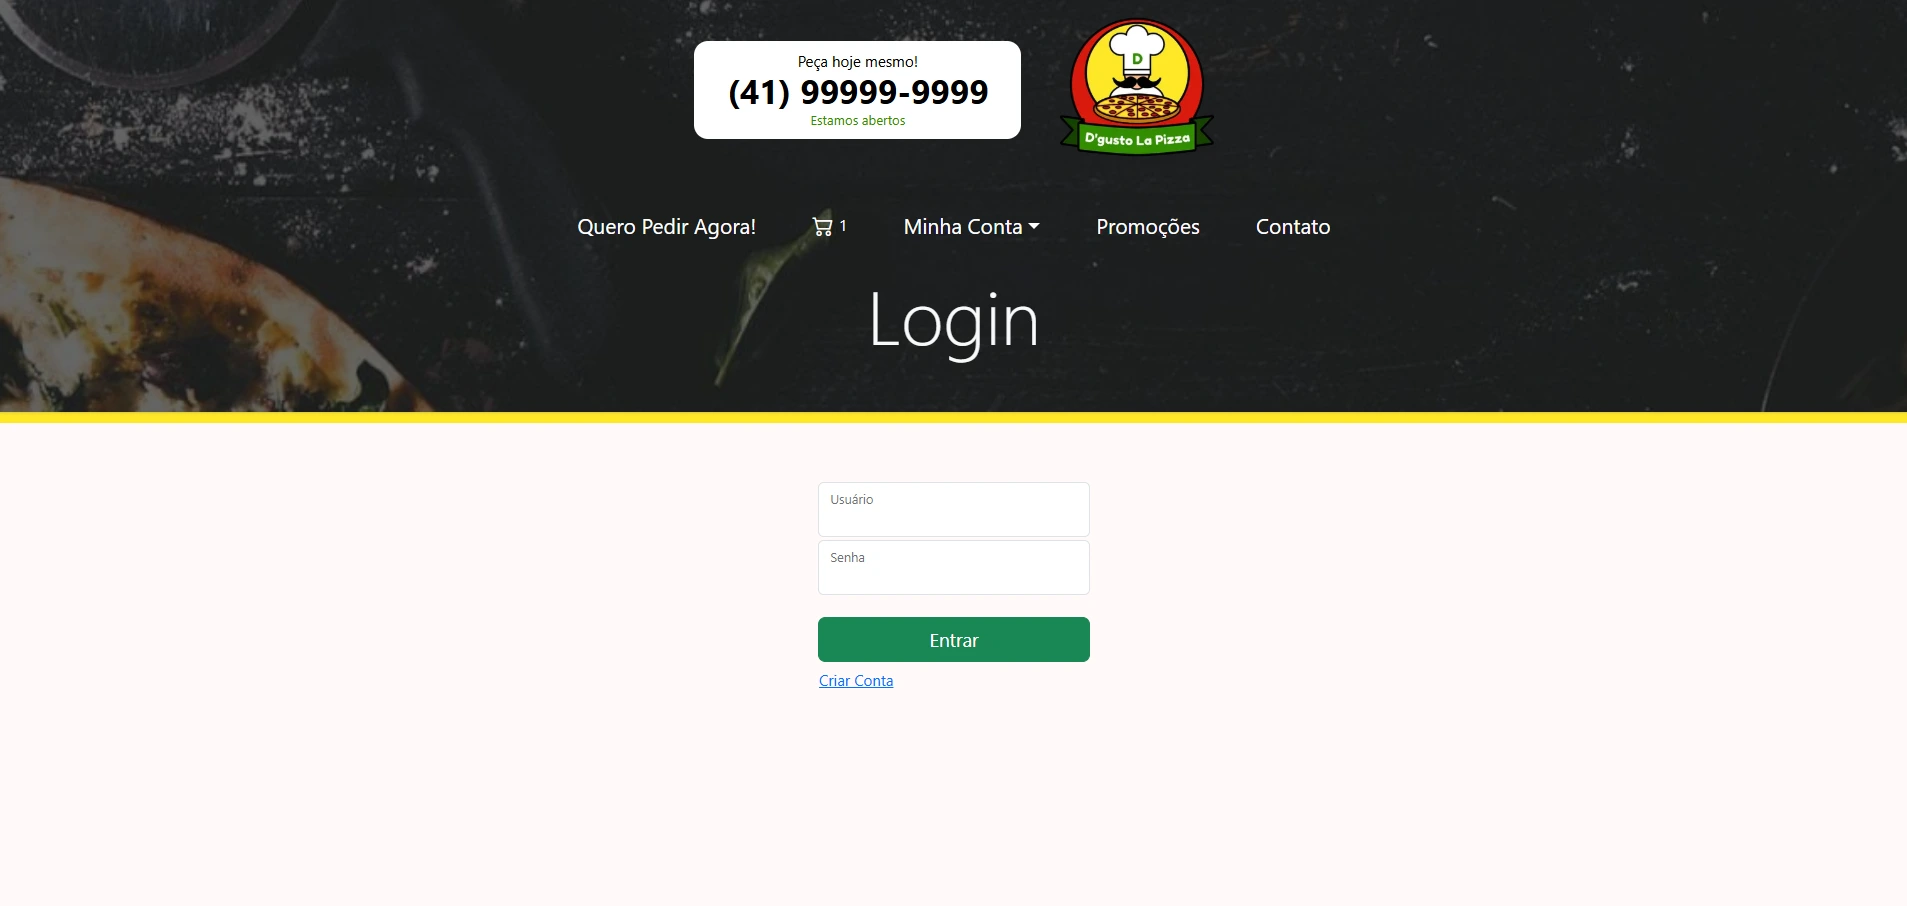 Peça hoje mesmo!
(41) 99999-9999
Estamos abertos
D
D'gusto La Pizza
Quero Pedir Agora!
1
Minha Conta
Promoções
Contato
Login
Usuário
Senha
Entrar
Criar Conta